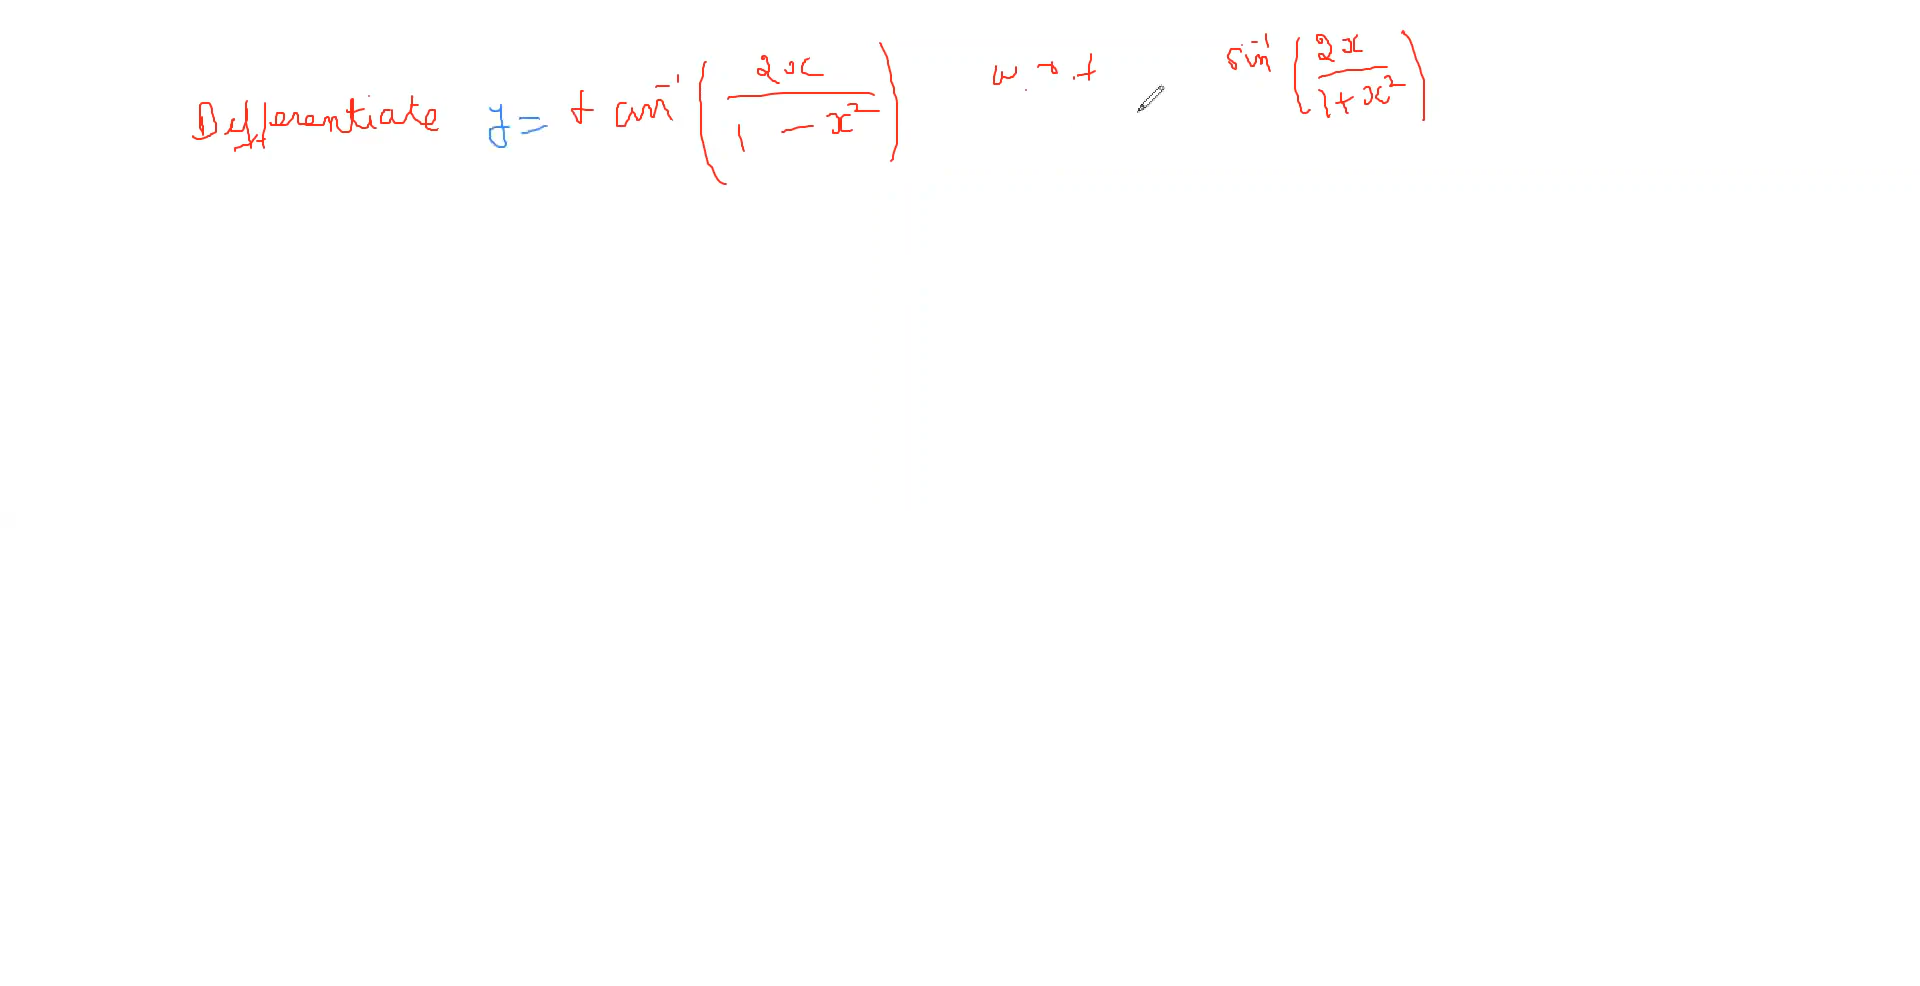 Differentiate y = tan⁻¹ (2x / 1 - x²) w.r.t sin⁻¹ (2x / 1 + x²)